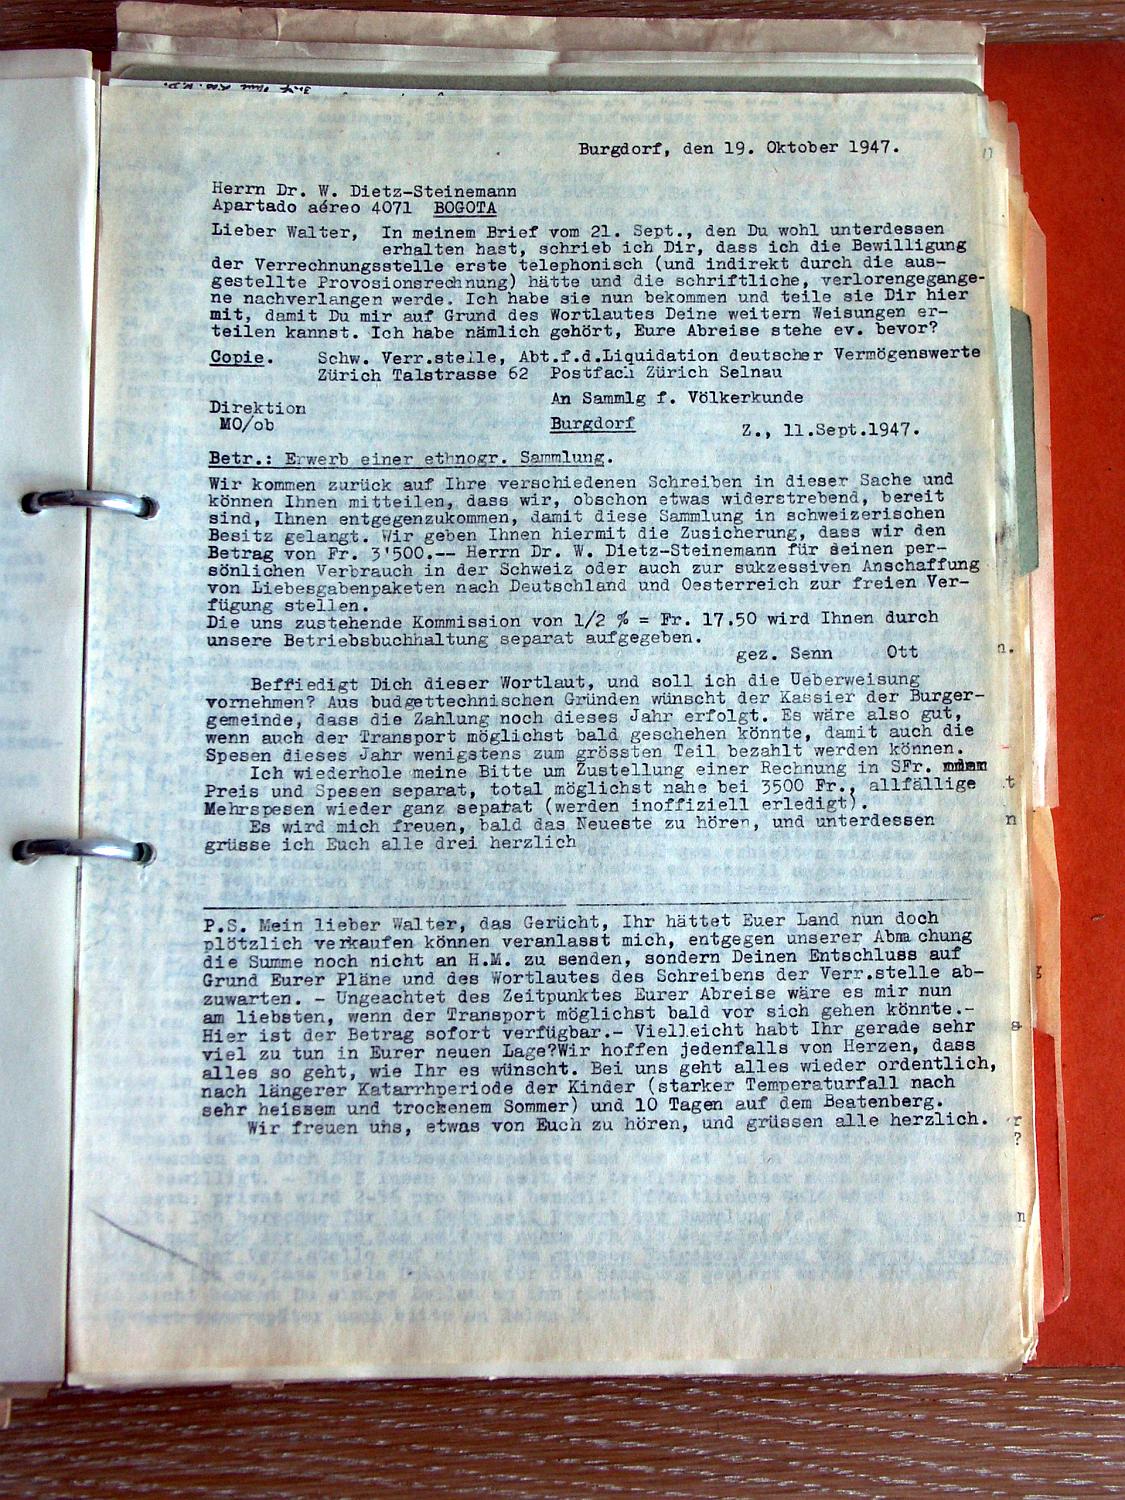 Burgdorf, den 19. Oktober 1947.
Herrn Dr. W. Dietz-Steinemann
Apartado aéreo 4071 BOGOTA
Lieber Walter, In meinem Brief vom 21. Sept., den Du wohl unterdessen
erhalten hast, schrieb ich Dir, dass ich die Bewilligung
der Verrechnungsstelle erste telephonisch (und indirekt durch die aus-
gestellte Provosionsrechnung) hätte und die schriftliche, verlorengegange-
ne nachverlangen werde. Ich habe sie nun bekommen und teile sie Dir hier
mit, damit Du mir auf Grund des Wortlautes Deine weitern Weisungen er-
teilen kannst. Ich habe nämlich gehört, Eure Abreise stehe ev. bevor?
Copie. Schw. Verr.stelle, Abt.f.d.Liquidation deutscher Vermögenswerte
Zürich Talstrasse 62 Postfach Zürich Selnau
An Sammlg f. Völkerkunde
Direktion
MO/ob Burgdorf Z., 11.Sept.1947.
Betr.: Erwerb einer ethnogr. Sammlung.
Wir kommen zurück auf Ihre verschiedenen Schreiben in dieser Sache und
können Ihnen mitteilen, dass wir, obschon etwas widerstrebend, bereit
sind, Ihnen entgegenzukommen, damit diese Sammlung in schweizerischen
Besitz gelangt. Wir geben Ihnen hiermit die Zusicherung, dass wir den
Betrag von Fr. 3'500.-- Herrn Dr. W. Dietz-Steinemann für seinen per-
sönlichen Verbrauch in der Schweiz oder auch zur sukzessiven Anschaffung
von Liebesgabenpaketen nach Deutschland und Oesterreich zur freien Ver-
fügung stellen.
Die uns zustehende Kommission von 1/2 % = Fr. 17.50 wird Ihnen durch
unsere Betriebsbuchhaltung separat aufgegeben.
gez. Senn Ott
Beffiedigt Dich dieser Wortlaut, und soll ich die Ueberweisung
vornehmen? Aus budgettechnischen Gründen wünscht der Kassier der Burger-
gemeinde, dass die Zahlung noch dieses Jahr erfolgt. Es wäre also gut,
wenn auch der Transport möglichst bald geschehen könnte, damit auch die
Spesen dieses Jahr wenigstens zum grössten Teil bezahlt werden können.
Ich wiederhole meine Bitte um Zustellung einer Rechnung in SFr.
Preis und Spesen separat, total möglichst nahe bei 3500 Fr., allfällige
Mehrspesen wieder ganz separat (werden inoffiziell erledigt).
Es wird mich freuen, bald das Neueste zu hören, und unterdessen
grüsse ich Euch alle drei herzlich
P.S. Mein lieber Walter, das Gerücht, Ihr hättet Euer Land nun doch
plötzlich verkaufen können veranlasst mich, entgegen unserer Abma chung
die Summe noch nicht an H.M. zu senden, sondern Deinen Entschluss auf
Grund Eurer Pläne und des Wortlautes des Schreibens der Verr.stelle ab-
zuwarten. - Ungeachtet des Zeitpunktes Eurer Abreise wäre es mir nun
am liebsten, wenn der Transport möglichst bald vor sich gehen könnte.-
Hier ist der Betrag sofort verfügbar.- Vielleicht habt Ihr gerade sehr
viel zu tun in Eurer neuen Lage?Wir hoffen jedenfalls von Herzen, dass
alles so geht, wie Ihr es wünscht. Bei uns geht alles wieder ordentlich,
nach längerer Katarrhperiode der Kinder (starker Temperaturfall nach
sehr heissem und trockenem Sommer) und 10 Tagen auf dem Beatenberg.
Wir freuen uns, etwas von Euch zu hören, und grüssen alle herzlich.